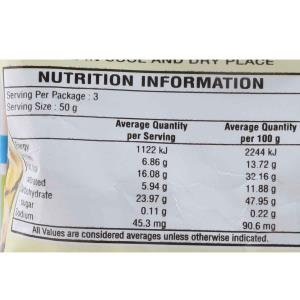 IN COOL AND DRY PLACE
NUTRITION INFORMATION
Serving Per Package : 3
Serving Size : 50 g
Average Quantity per Serving Average Quantity per 100 g
1122 kJ 2244 kJ
6.86 g 13.72 g
16.08 g 32.16 g
5.94 g 11.88 g
23.97 g 47.95 g
sugar 0.11 g 0.22 g
Sodium 45.3 mg 90.6 mg
All Values are considered averages unless otherwise indicated.